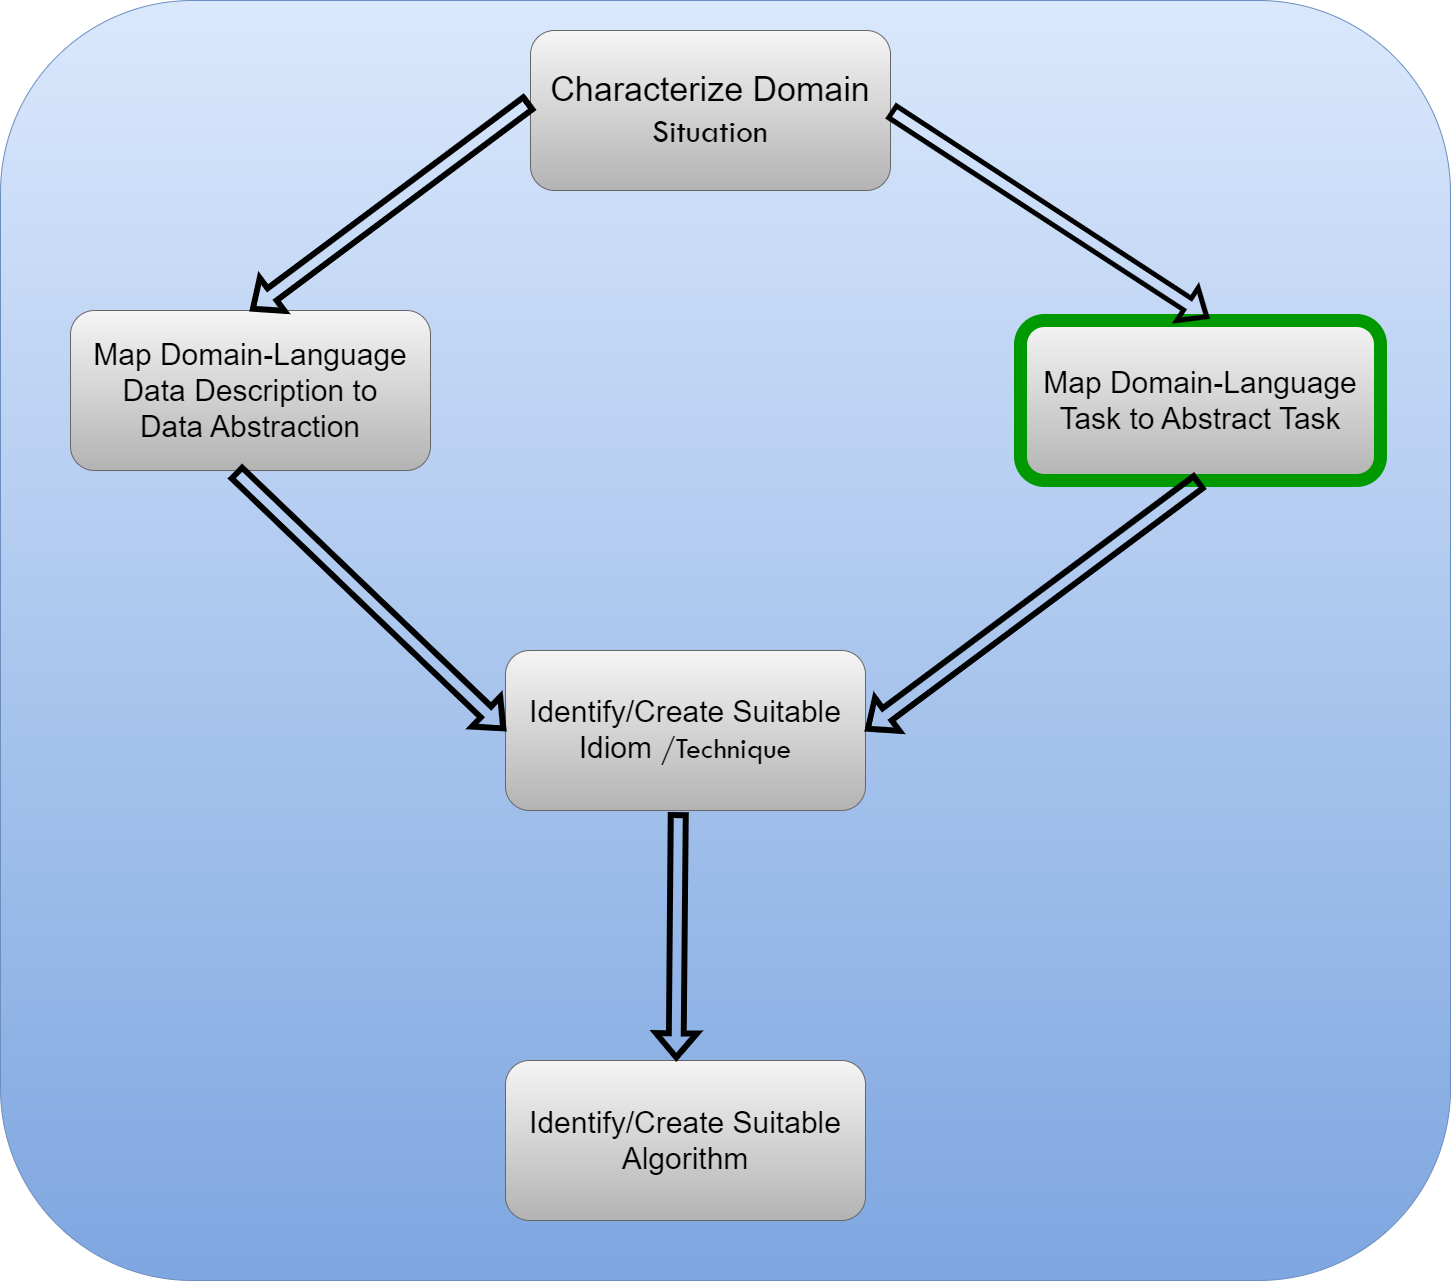 Characterize Domain
Situation
Map Domain-Language
Data Description to
Data Abstraction
Map Domain-Language
Task to Abstract Task
Identify/Create Suitable
Idiom /Technique
Identify/Create Suitable
Algorithm